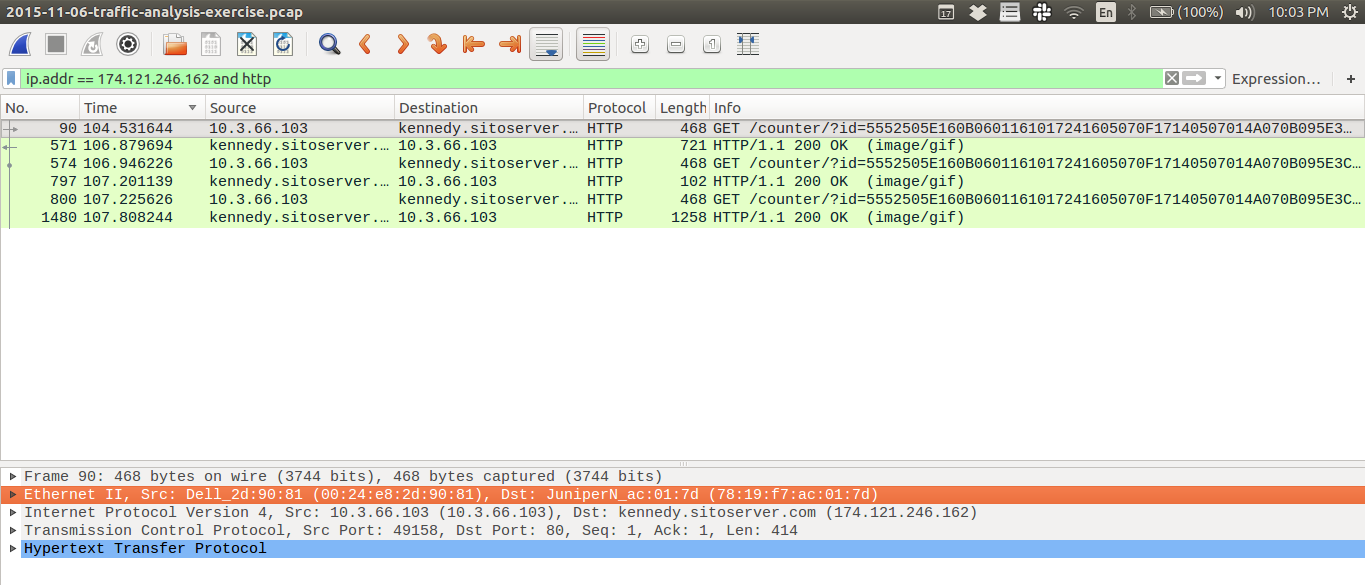 2015-11-06-traffic-analysis-exercise.pcap 17 En (100%) 10:03 PM
ip.addr == 174.121.246.162 and http Expression… +
No. Time Source Destination Protocol Length Info
90 104.531644 10.3.66.103 kennedy.sitoserver.… HTTP 468 GET /counter/?id=5552505E160B0601161017241605070F17140507014A070B095E3…
571 106.879694 kennedy.sitoserver.… 10.3.66.103 HTTP 721 HTTP/1.1 200 OK (image/gif)
574 106.946226 10.3.66.103 kennedy.sitoserver.… HTTP 468 GET /counter/?id=5552505E160B0601161017241605070F17140507014A070B095E3C…
797 107.201139 kennedy.sitoserver.… 10.3.66.103 HTTP 102 HTTP/1.1 200 OK (image/gif)
800 107.225626 10.3.66.103 kennedy.sitoserver.… HTTP 468 GET /counter/?id=5552505E160B0601161017241605070F17140507014A070B095E3C…
1480 107.808244 kennedy.sitoserver.… 10.3.66.103 HTTP 1258 HTTP/1.1 200 OK (image/gif)
Frame 90: 468 bytes on wire (3744 bits), 468 bytes captured (3744 bits)
Ethernet II, Src: Dell_2d:90:81 (00:24:e8:2d:90:81), Dst: JuniperN_ac:01:7d (78:19:f7:ac:01:7d)
Internet Protocol Version 4, Src: 10.3.66.103 (10.3.66.103), Dst: kennedy.sitoserver.com (174.121.246.162)
Transmission Control Protocol, Src Port: 49158, Dst Port: 80, Seq: 1, Ack: 1, Len: 414
Hypertext Transfer Protocol